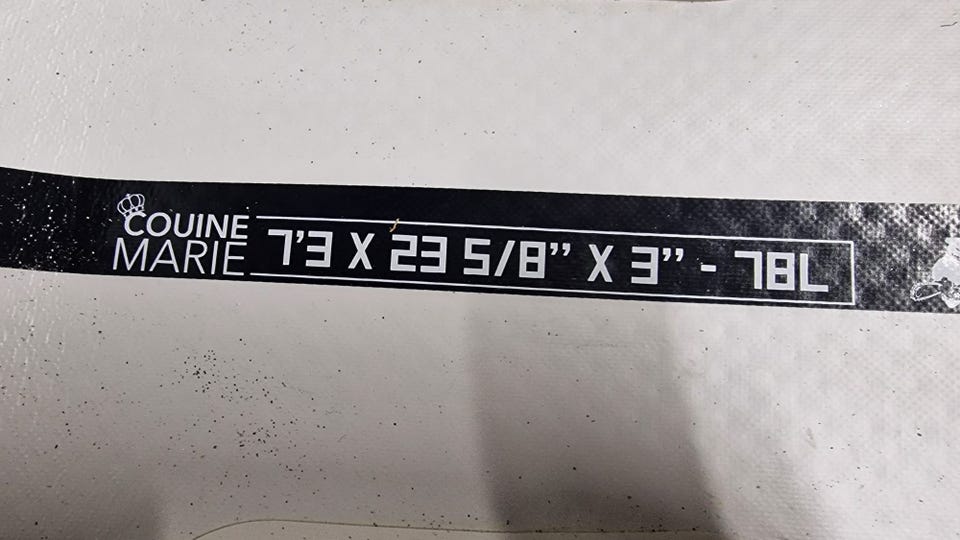 COUINE
MARIE
7'3 X 23 5/8" X 3" - 78L